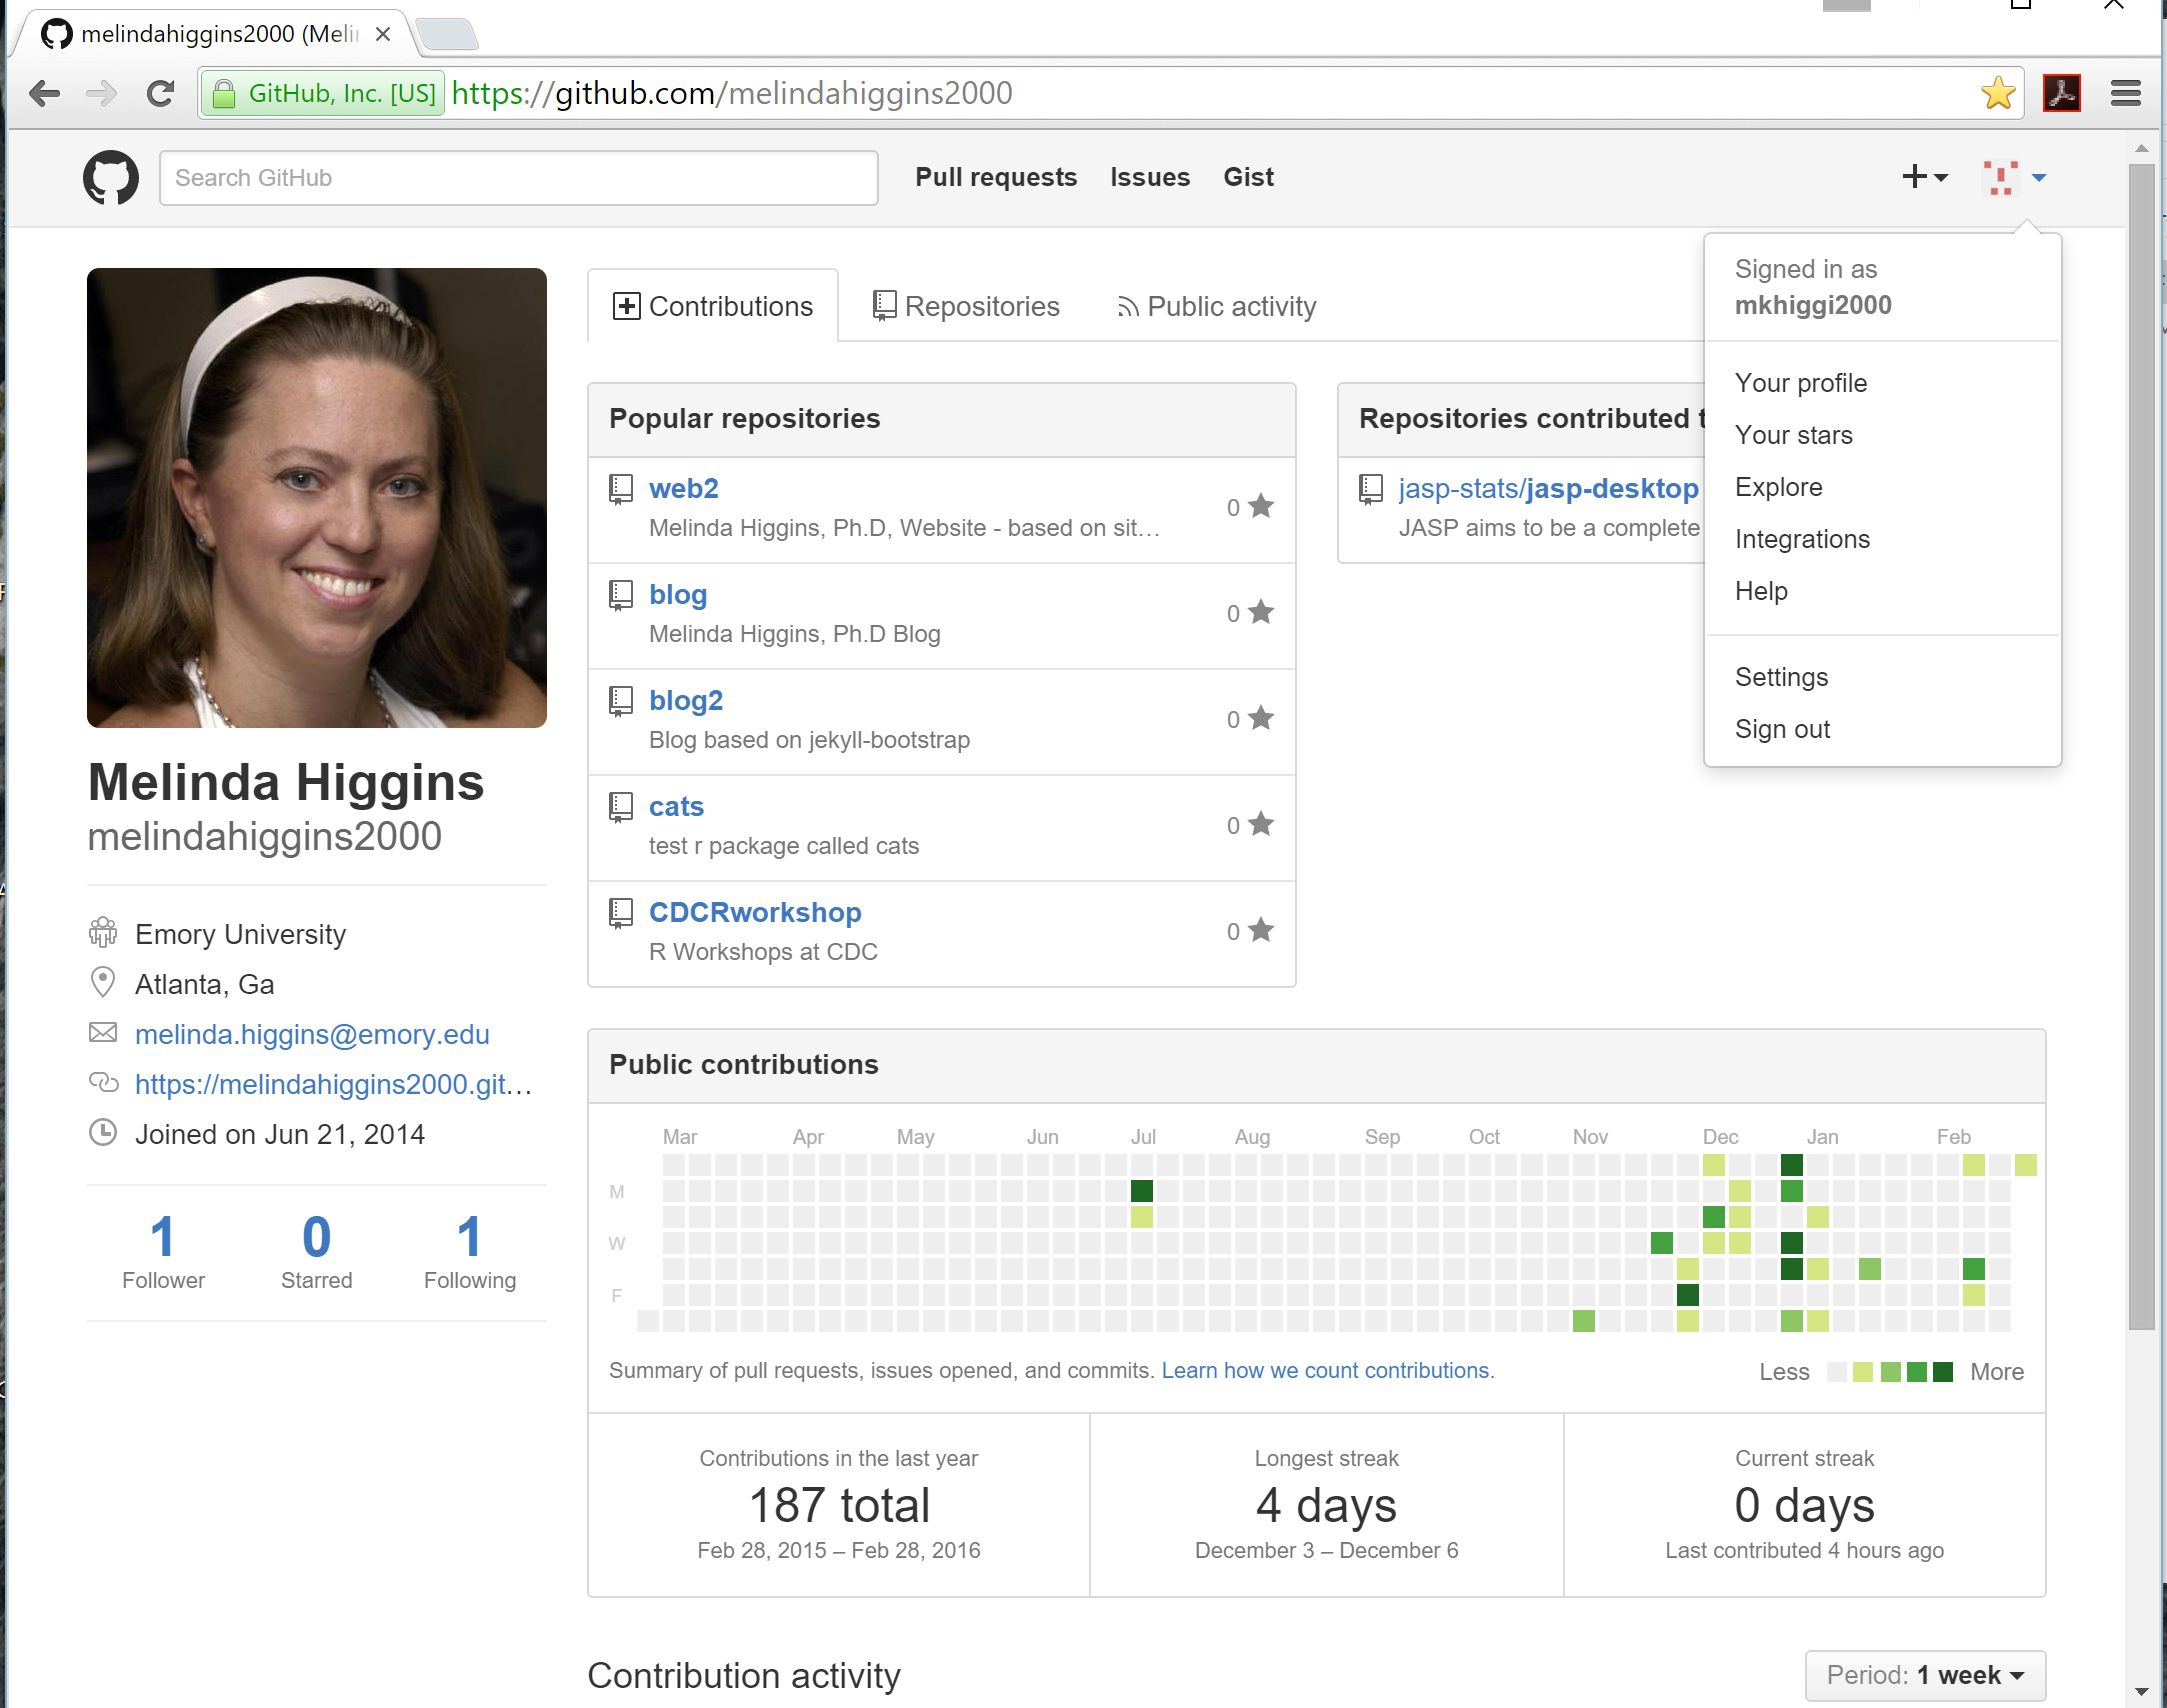 melindahiggins2000 (Meli
GitHub, Inc. [US] https://github.com/melindahiggins2000
Search GitHub
Pull requests Issues Gist
Signed in as
mkhiggi2000
Your profile
Your stars
Explore
Integrations
Help
Settings
Sign out
Contributions Repositories Public activity
Melinda Higgins
melindahiggins2000
Emory University
Atlanta, Ga
melinda.higgins@emory.edu
https://melindahiggins2000.git…
Joined on Jun 21, 2014
1 0 1
Follower Starred Following
Popular repositories
web2
Melinda Higgins, Ph.D, Website - based on sit…
0
blog
Melinda Higgins, Ph.D Blog
0
blog2
Blog based on jekyll-bootstrap
0
cats
test r package called cats
0
CDCRworkshop
R Workshops at CDC
0
Repositories contributed t
jasp-stats/jasp-desktop
JASP aims to be a complete
Public contributions
Mar Apr May Jun Jul Aug Sep Oct Nov Dec Jan Feb
M
W
F
Summary of pull requests, issues opened, and commits. Learn how we count contributions.
Less More
Contributions in the last year
187 total
Feb 28, 2015 – Feb 28, 2016
Longest streak
4 days
December 3 – December 6
Current streak
0 days
Last contributed 4 hours ago
Contribution activity
Period: 1 week